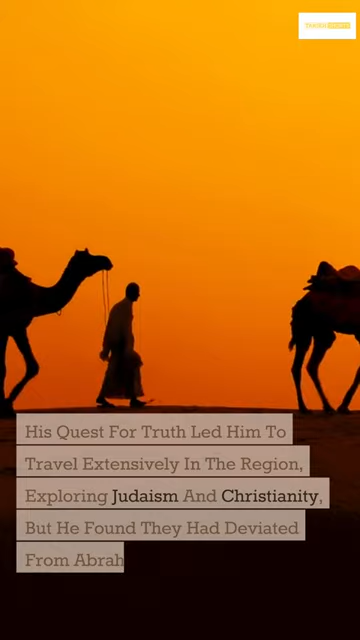 His Quest For Truth Led Him To
Travel Extensively In The Region,
Exploring Judaism And Christianity,
But He Found They Had Deviated
From Abrah